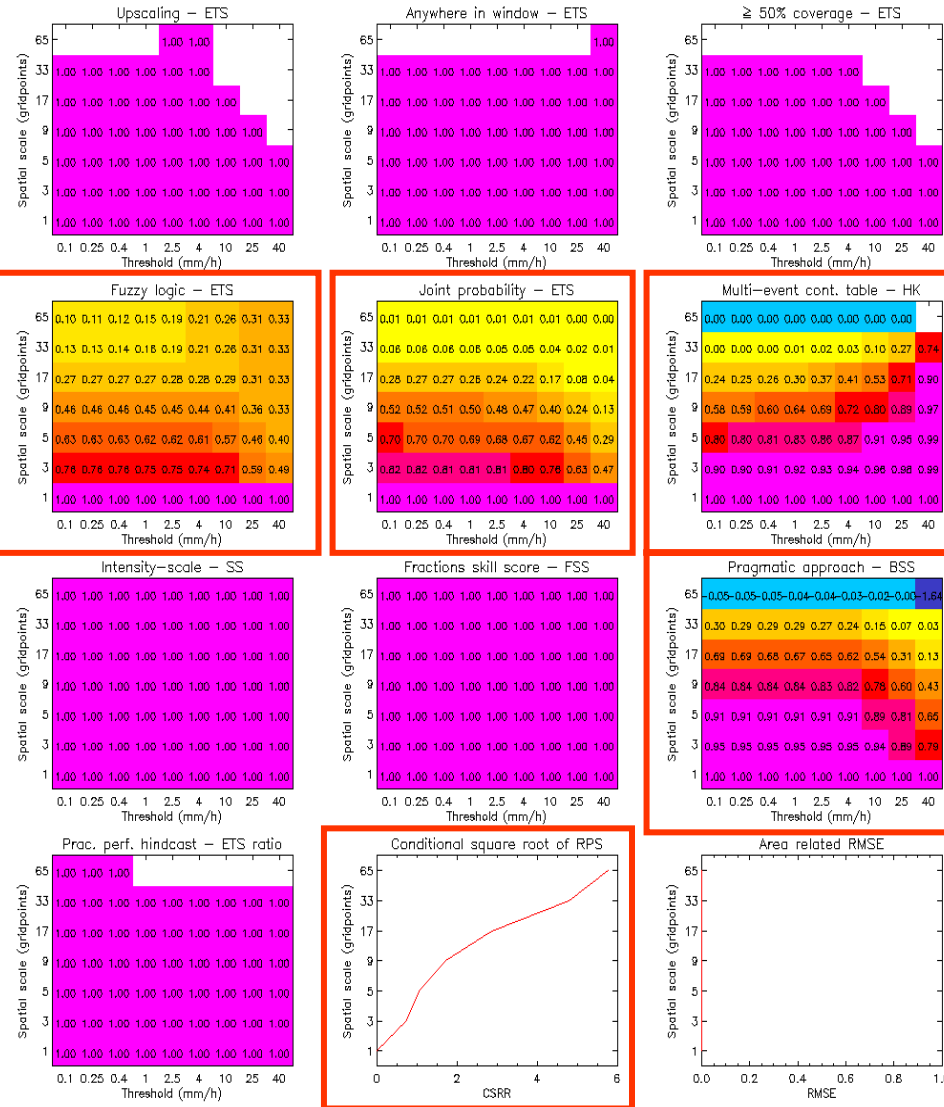 Upscaling – ETS
Spatial scale (gridpoints)
65 1.00 1.00
33 1.00 1.00 1.00 1.00 1.00 1.00
17 1.00 1.00 1.00 1.00 1.00 1.00 1.00
9 1.00 1.00 1.00 1.00 1.00 1.00 1.00 1.00
5 1.00 1.00 1.00 1.00 1.00 1.00 1.00 1.00 1.00
3 1.00 1.00 1.00 1.00 1.00 1.00 1.00 1.00 1.00
1 1.00 1.00 1.00 1.00 1.00 1.00 1.00 1.00 1.00
0.1 0.25 0.4 1 2.5 4 10 25 40
Threshold (mm/h)
Anywhere in window – ETS
Spatial scale (gridpoints)
65 1.00
33 1.00 1.00 1.00 1.00 1.00 1.00 1.00 1.00 1.00
17 1.00 1.00 1.00 1.00 1.00 1.00 1.00 1.00 1.00
9 1.00 1.00 1.00 1.00 1.00 1.00 1.00 1.00 1.00
5 1.00 1.00 1.00 1.00 1.00 1.00 1.00 1.00 1.00
3 1.00 1.00 1.00 1.00 1.00 1.00 1.00 1.00 1.00
1 1.00 1.00 1.00 1.00 1.00 1.00 1.00 1.00 1.00
0.1 0.25 0.4 1 2.5 4 10 25 40
Threshold (mm/h)
≧ 50% coverage – ETS
Spatial scale (gridpoints)
65
33 1.00 1.00 1.00 1.00 1.00 1.00
17 1.00 1.00 1.00 1.00 1.00 1.00 1.00
9 1.00 1.00 1.00 1.00 1.00 1.00 1.00 1.00
5 1.00 1.00 1.00 1.00 1.00 1.00 1.00 1.00 1.00
3 1.00 1.00 1.00 1.00 1.00 1.00 1.00 1.00 1.00
1 1.00 1.00 1.00 1.00 1.00 1.00 1.00 1.00 1.00
0.1 0.25 0.4 1 2.5 4 10 25 40
Threshold (mm/h)
Fuzzy logic – ETS
Spatial scale (gridpoints)
65 0.10 0.11 0.12 0.15 0.19 0.21 0.26 0.31 0.33
33 0.13 0.13 0.14 0.16 0.19 0.21 0.26 0.31 0.33
17 0.27 0.27 0.27 0.27 0.28 0.28 0.29 0.31 0.33
9 0.46 0.46 0.46 0.45 0.45 0.44 0.41 0.36 0.33
5 0.63 0.63 0.63 0.62 0.62 0.61 0.57 0.46 0.40
3 0.76 0.76 0.76 0.75 0.75 0.74 0.71 0.59 0.49
1 1.00 1.00 1.00 1.00 1.00 1.00 1.00 1.00 1.00
0.1 0.25 0.4 1 2.5 4 10 25 40
Threshold (mm/h)
Joint probability – ETS
Spatial scale (gridpoints)
65 0.01 0.01 0.01 0.01 0.01 0.01 0.01 0.00 0.00
33 0.06 0.06 0.06 0.06 0.05 0.05 0.04 0.02 0.01
17 0.28 0.27 0.27 0.26 0.24 0.22 0.17 0.08 0.04
9 0.52 0.52 0.51 0.50 0.48 0.47 0.40 0.24 0.13
5 0.70 0.70 0.70 0.69 0.68 0.67 0.62 0.45 0.29
3 0.82 0.82 0.81 0.81 0.81 0.80 0.76 0.63 0.47
1 1.00 1.00 1.00 1.00 1.00 1.00 1.00 1.00 1.00
0.1 0.25 0.4 1 2.5 4 10 25 40
Threshold (mm/h)
Multi–event cont. table – HK
Spatial scale (gridpoints)
65 0.00 0.00 0.00 0.00 0.00 0.00 0.00 0.00
33 0.00 0.00 0.00 0.01 0.02 0.03 0.10 0.27 0.74
17 0.24 0.25 0.26 0.30 0.37 0.41 0.53 0.71 0.90
9 0.58 0.59 0.60 0.64 0.69 0.72 0.80 0.89 0.97
5 0.80 0.80 0.81 0.83 0.86 0.87 0.91 0.95 0.99
3 0.90 0.90 0.91 0.92 0.93 0.94 0.96 0.98 0.99
1 1.00 1.00 1.00 1.00 1.00 1.00 1.00 1.00 1.00
0.1 0.25 0.4 1 2.5 4 10 25 40
Threshold (mm/h)
Intensity–scale – SS
Spatial scale (gridpoints)
65 1.00 1.00 1.00 1.00 1.00 1.00 1.00 1.00 1.00
33 1.00 1.00 1.00 1.00 1.00 1.00 1.00 1.00 1.00
17 1.00 1.00 1.00 1.00 1.00 1.00 1.00 1.00 1.00
9 1.00 1.00 1.00 1.00 1.00 1.00 1.00 1.00 1.00
5 1.00 1.00 1.00 1.00 1.00 1.00 1.00 1.00 1.00
3 1.00 1.00 1.00 1.00 1.00 1.00 1.00 1.00 1.00
1 1.00 1.00 1.00 1.00 1.00 1.00 1.00 1.00 1.00
0.1 0.25 0.4 1 2.5 4 10 25 40
Threshold (mm/h)
Fractions skill score – FSS
Spatial scale (gridpoints)
65 1.00 1.00 1.00 1.00 1.00 1.00 1.00 1.00 1.00
33 1.00 1.00 1.00 1.00 1.00 1.00 1.00 1.00 1.00
17 1.00 1.00 1.00 1.00 1.00 1.00 1.00 1.00 1.00
9 1.00 1.00 1.00 1.00 1.00 1.00 1.00 1.00 1.00
5 1.00 1.00 1.00 1.00 1.00 1.00 1.00 1.00 1.00
3 1.00 1.00 1.00 1.00 1.00 1.00 1.00 1.00 1.00
1 1.00 1.00 1.00 1.00 1.00 1.00 1.00 1.00 1.00
0.1 0.25 0.4 1 2.5 4 10 25 40
Threshold (mm/h)
Pragmatic approach – BSS
Spatial scale (gridpoints)
65 –0.05–0.05–0.05–0.04–0.04–0.03–0.02–0.00–1.64
33 0.30 0.29 0.29 0.29 0.27 0.24 0.15 0.07 0.03
17 0.69 0.69 0.68 0.67 0.65 0.62 0.54 0.31 0.13
9 0.84 0.84 0.84 0.84 0.83 0.82 0.78 0.60 0.43
5 0.91 0.91 0.91 0.91 0.91 0.91 0.89 0.81 0.65
3 0.95 0.95 0.95 0.95 0.95 0.95 0.94 0.89 0.79
1 1.00 1.00 1.00 1.00 1.00 1.00 1.00 1.00 1.00
0.1 0.25 0.4 1 2.5 4 10 25 40
Threshold (mm/h)
Prac. perf. hindcast – ETS ratio
Spatial scale (gridpoints)
65 1.00 1.00 1.00
33 1.00 1.00 1.00 1.00 1.00 1.00 1.00 1.00 1.00
17 1.00 1.00 1.00 1.00 1.00 1.00 1.00 1.00 1.00
9 1.00 1.00 1.00 1.00 1.00 1.00 1.00 1.00 1.00
5 1.00 1.00 1.00 1.00 1.00 1.00 1.00 1.00 1.00
3 1.00 1.00 1.00 1.00 1.00 1.00 1.00 1.00 1.00
1 1.00 1.00 1.00 1.00 1.00 1.00 1.00 1.00 1.00
0.1 0.25 0.4 1 2.5 4 10 25 40
Threshold (mm/h)
Conditional square root of RPS
Spatial scale (gridpoints)
65
33
17
9
5
3
1
0 2 4 6
CSRR
Area related RMSE
Spatial scale (gridpoints)
65
33
17
9
5
3
1
0.0 0.2 0.4 0.6 0.8 1.0
RMSE